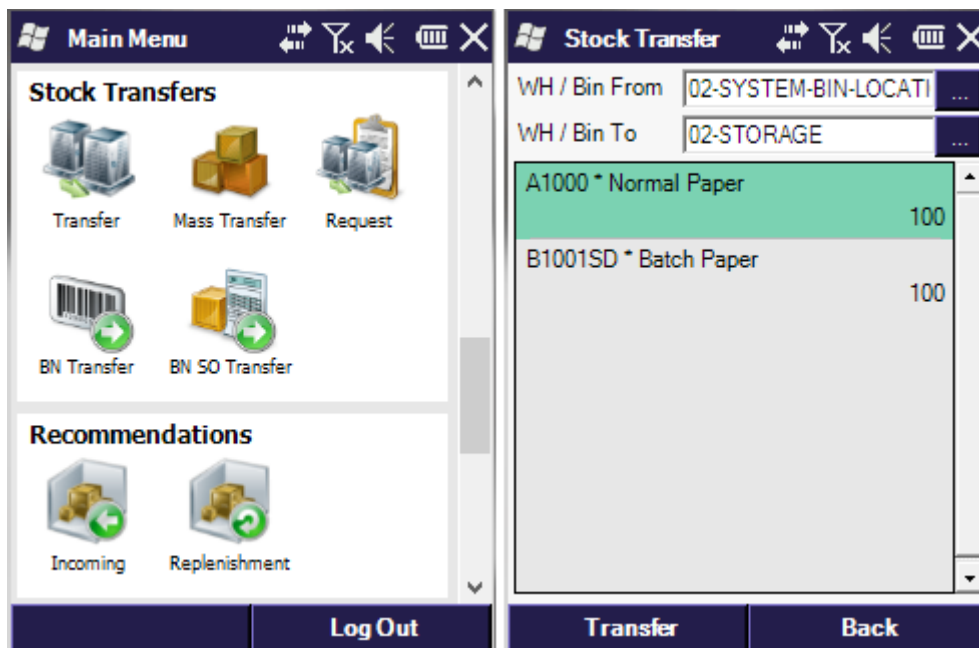 Main Menu
Stock Transfers
Transfer
Mass Transfer
Request
BN Transfer
BN SO Transfer
Recommendations
Incoming
Replenishment
Log Out
Stock Transfer
WH / Bin From
02-SYSTEM-BIN-LOCATI
...
WH / Bin To
02-STORAGE
...
A1000 * Normal Paper
100
B1001SD * Batch Paper
100
Transfer
Back